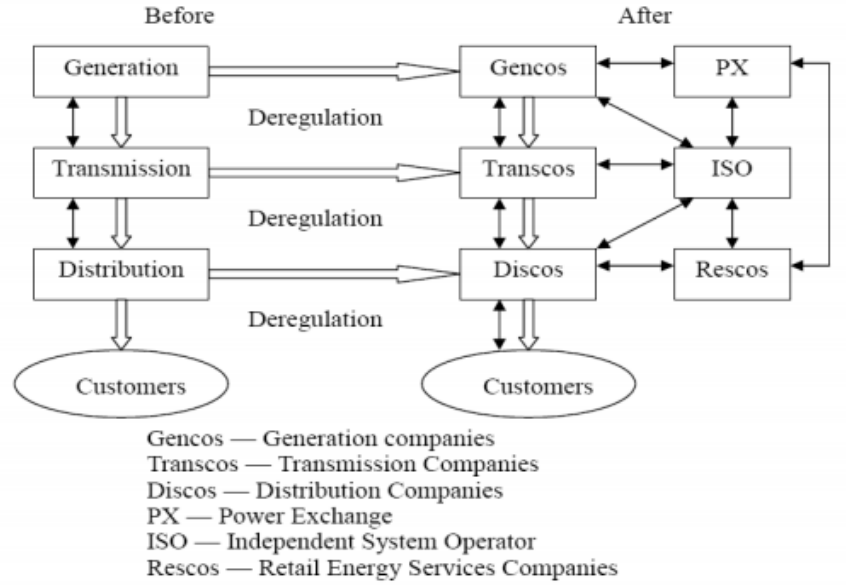 Before After
Generation Gencos PX
Deregulation
Transmission Transcos ISO
Deregulation
Distribution Discos Rescos
Deregulation
Customers Customers
Gencos — Generation companies
Transcos — Transmission Companies
Discos — Distribution Companies
PX — Power Exchange
ISO — Independent System Operator
Rescos — Retail Energy Services Companies